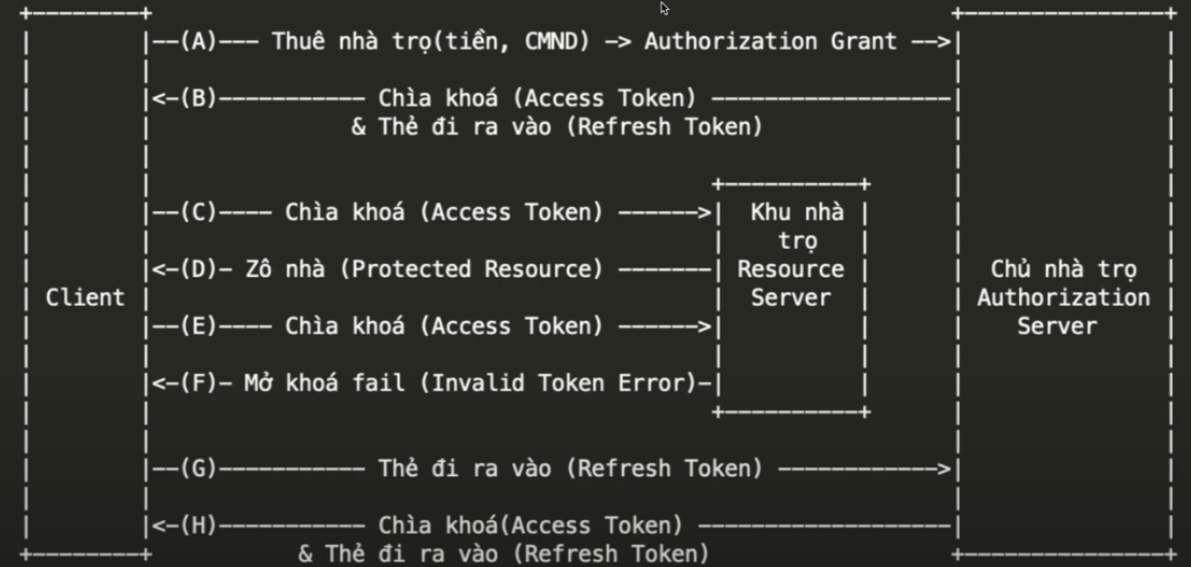 (A) Thuê nhà trọ(tiền, CMND) -> Authorization Grant
(B) Chìa khoá (Access Token)
& Thẻ đi ra vào (Refresh Token)
(C) Chìa khoá (Access Token)
Khu nhà
trọ
(D) Zô nhà (Protected Resource)
Resource
Chủ nhà trọ
Client
Server
Authorization
(E) Chìa khoá (Access Token)
Server
(F) Mở khoá fail (Invalid Token Error)
(G) Thẻ đi ra vào (Refresh Token)
(H) Chìa khoá(Access Token)
& Thẻ đi ra vào (Refresh Token)